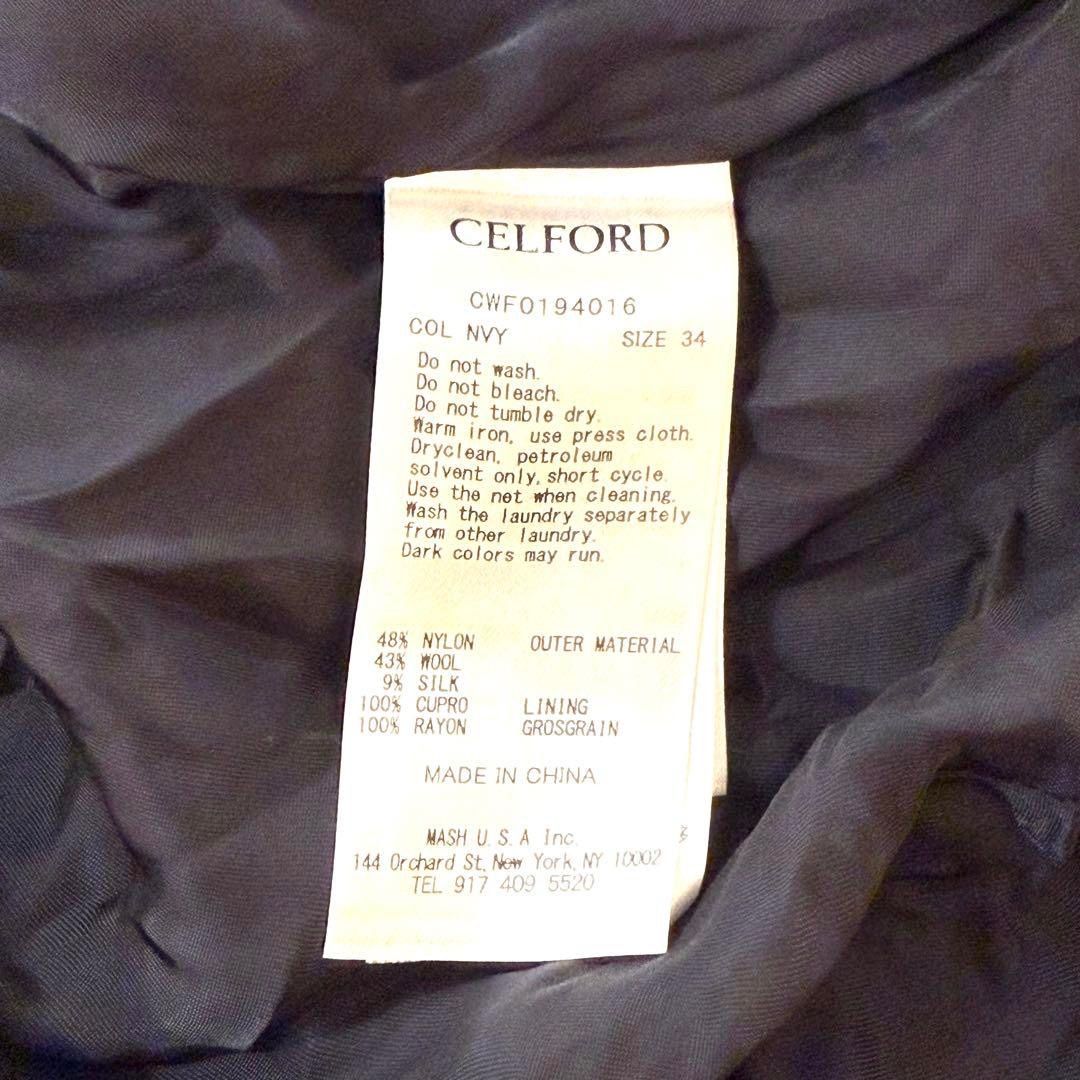 CELFORD
CWF0194016
COL NVY SIZE 34
Do not wash.
Do not bleach.
Do not tumble dry.
Warm iron, use press cloth.
Dryclean, petroleum
solvent only, short cycle.
Use the net when cleaning.
Wash the laundry separately
from other laundry.
Dark colors may run.
48% NYLON OUTER MATERIAL
43% WOOL
9% SILK
100% CUPRO LINING
100% RAYON GROSGRAIN
MADE IN CHINA
MASH U.S.A Inc.
144 Orchard St, New York, NY 10002
TEL 917 409 5520